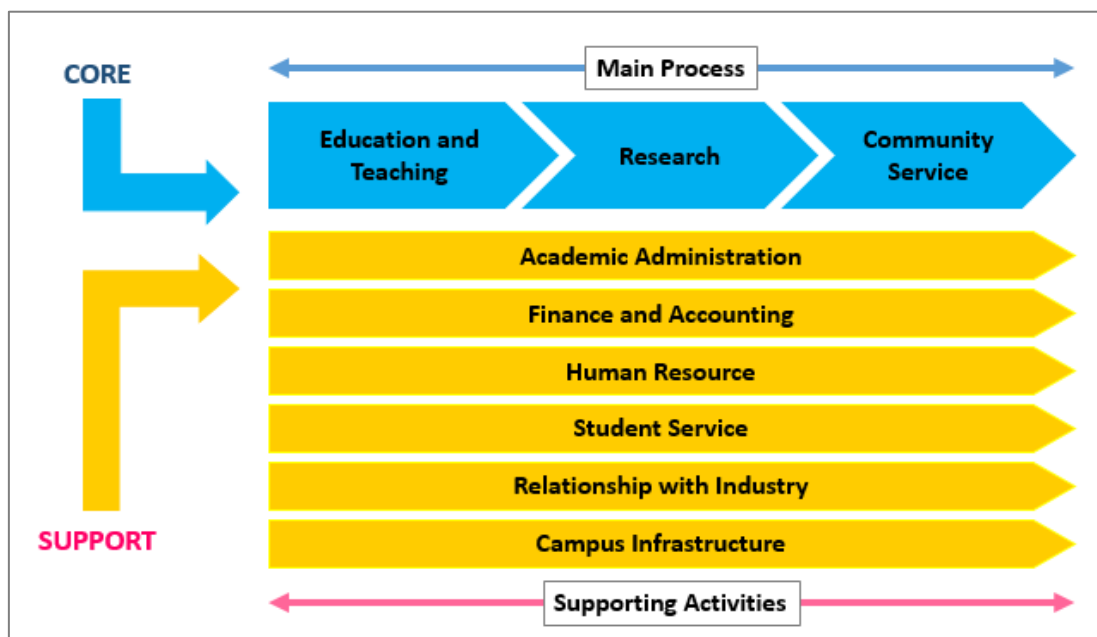 CORE
Main Process
Education and
Teaching
Research
Community
Service
Academic Administration
Finance and Accounting
Human Resource
Student Service
Relationship with Industry
Campus Infrastructure
SUPPORT
Supporting Activities